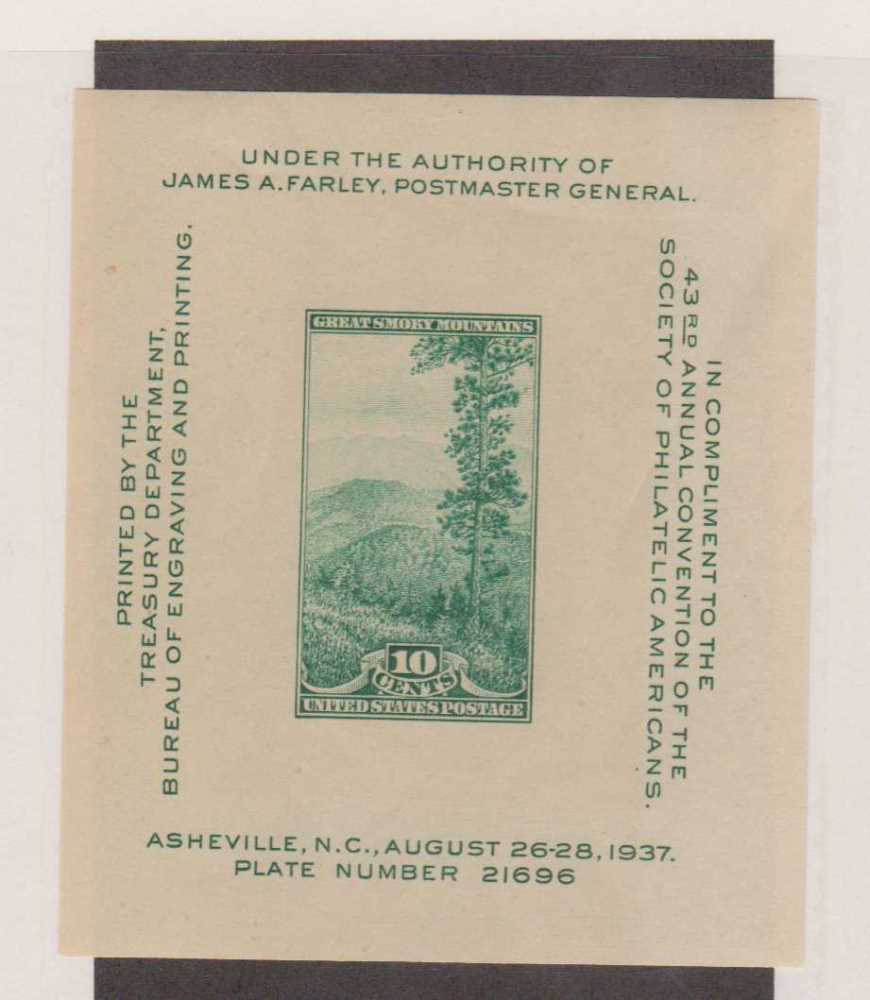 UNDER THE AUTHORITY OF
JAMES A. FARLEY, POSTMASTER GENERAL.
PRINTED BY THE
TREASURY DEPARTMENT,
BUREAU OF ENGRAVING AND PRINTING.
GREAT SMOKY MOUNTAINS
10
CENTS
UNITED STATES POSTAGE
IN COMPLIMENT TO THE
43RD ANNUAL CONVENTION OF THE
SOCIETY OF PHILATELIC AMERICANS.
ASHEVILLE, N.C., AUGUST 26-28, 1937.
PLATE NUMBER 21696